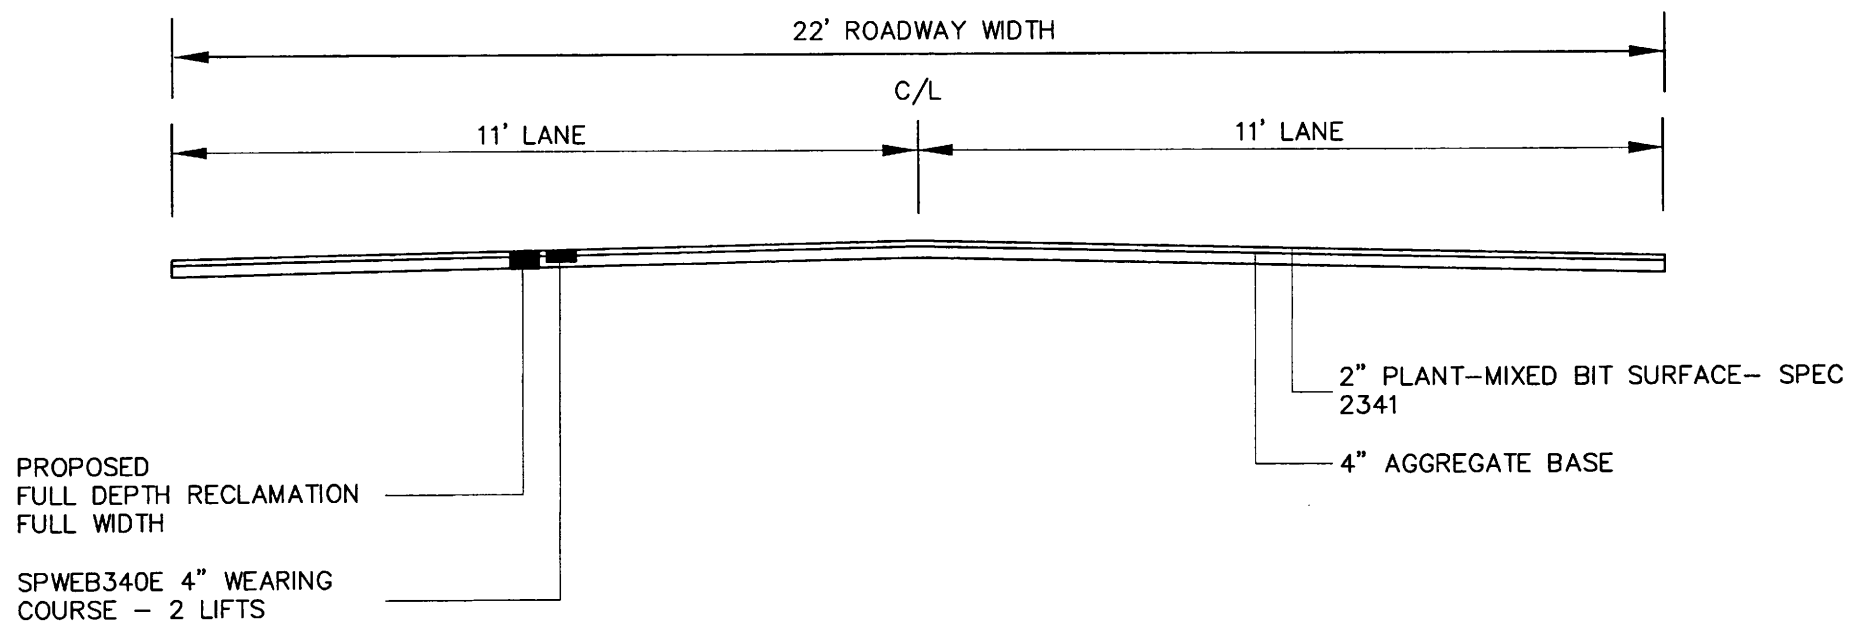 22' ROADWAY WIDTH
C/L
11' LANE
11' LANE
2" PLANT-MIXED BIT SURFACE- SPEC
2341
4" AGGREGATE BASE
PROPOSED
FULL DEPTH RECLAMATION
FULL WIDTH
SPWEB340E 4" WEARING
COURSE - 2 LIFTS